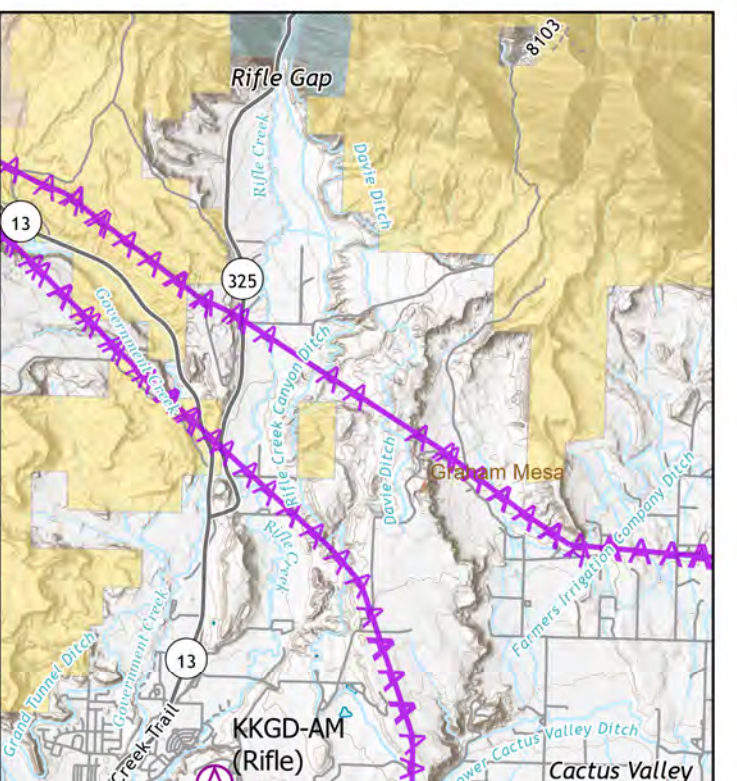 8103
Rifle Gap
Rifle Creek
Davie Ditch
13
325
Government Creek
Rifle Creek Canyon Ditch
Davie Ditch
Graham Mesa
Farmers Irrigation Company Ditch
Rifle Creek
Government Creek
Grand Tunnel Ditch
13
Creek Trail
KKGD-AM
(Rifle)
ower Cactus Valley Ditch
Cactus Valley